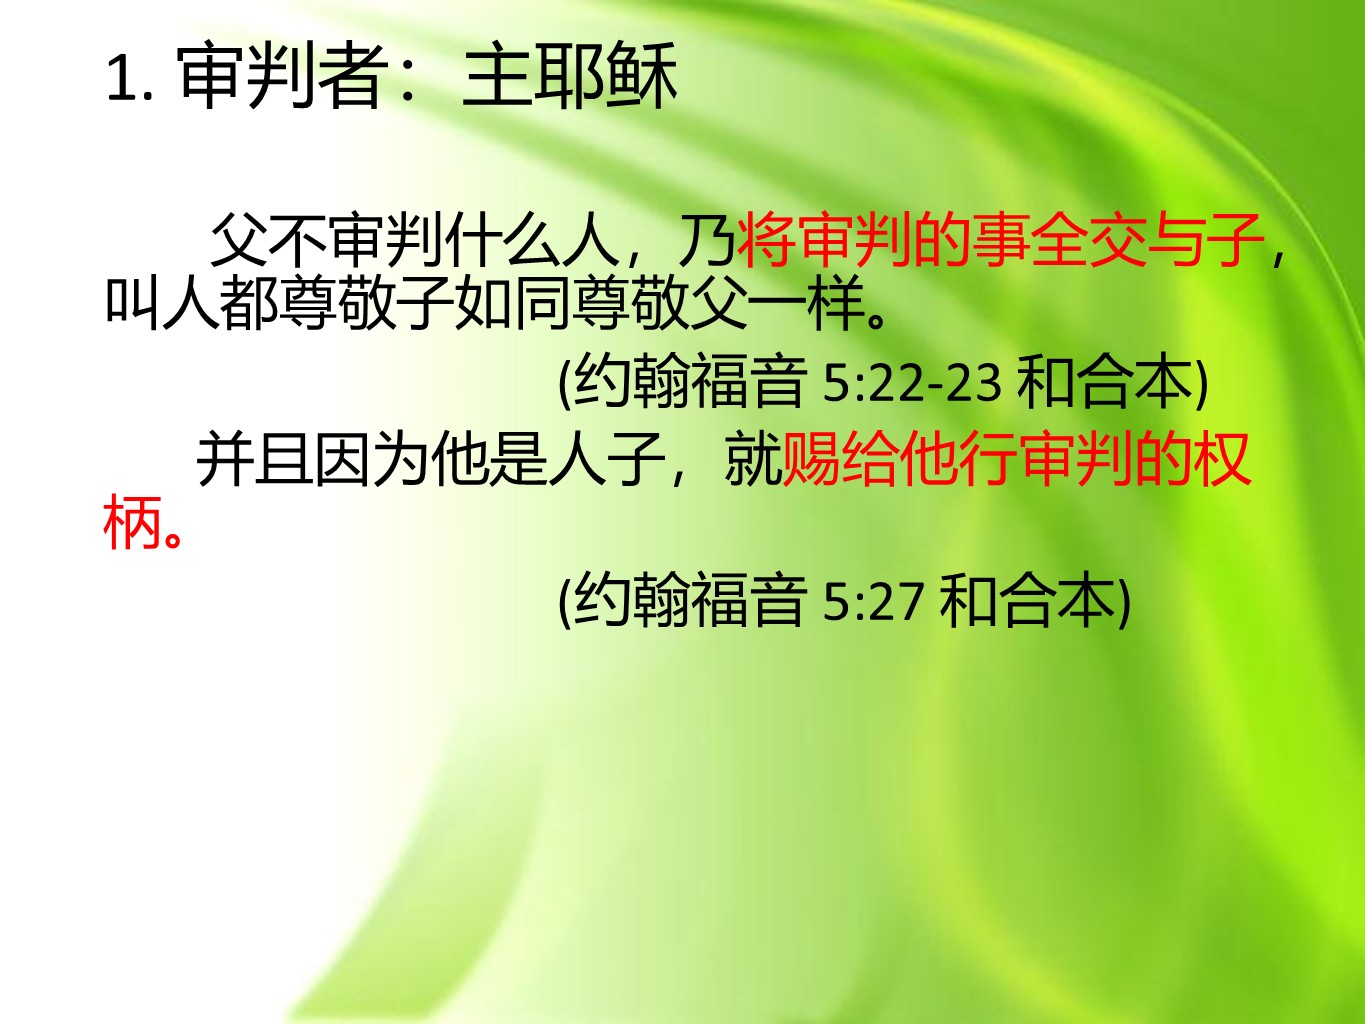 1. 审判者：主耶稣
父不审判什么人，乃将审判的事全交与子，
叫人都尊敬子如同尊敬父一样。
(约翰福音 5:22-23 和合本)
并且因为他是人子，就赐给他行审判的权
柄。
(约翰福音 5:27 和合本)